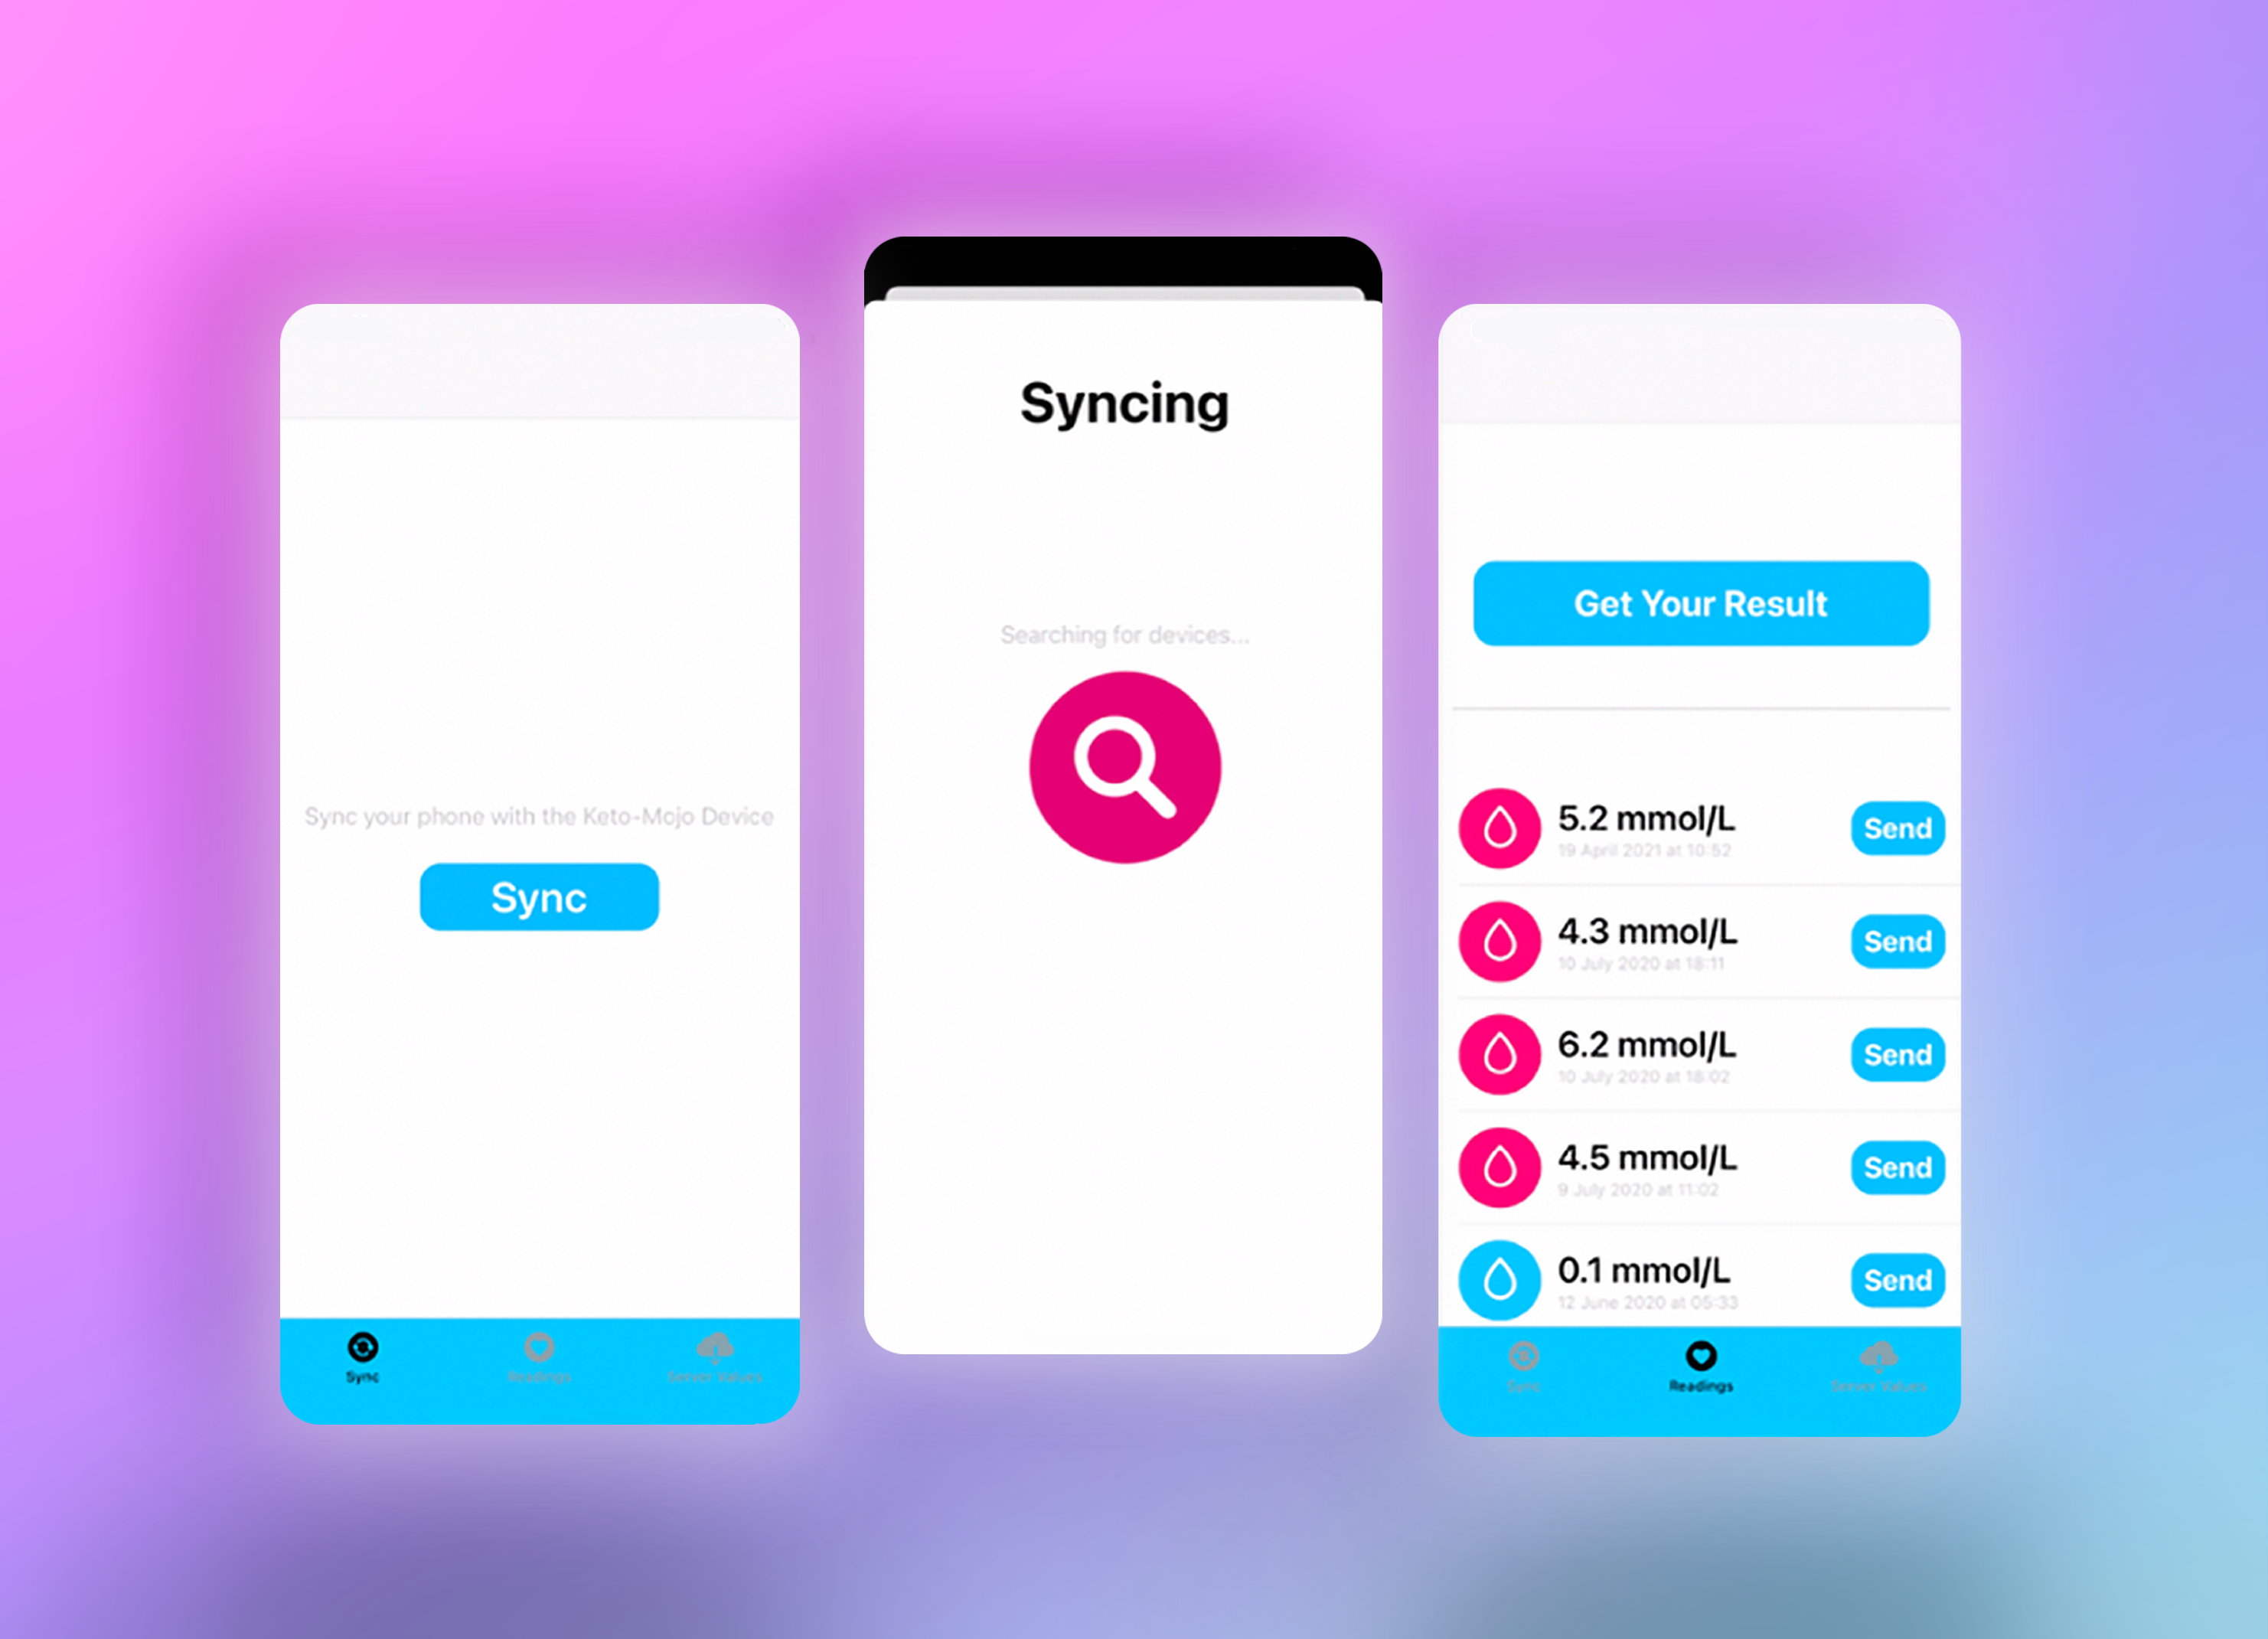 Sync your phone with the Keto-Mojo Device
Sync
Sync
Readings
Server Values
Syncing
Searching for devices...
Get Your Result
5.2 mmol/L
Send
19 April 2021 at 10:52
4.3 mmol/L
Send
10 July 2020 at 18:11
6.2 mmol/L
Send
10 July 2020 at 18:02
4.5 mmol/L
Send
9 July 2020 at 11:02
0.1 mmol/L
Send
12 June 2020 at 05:33
Sync
Readings
Server Values